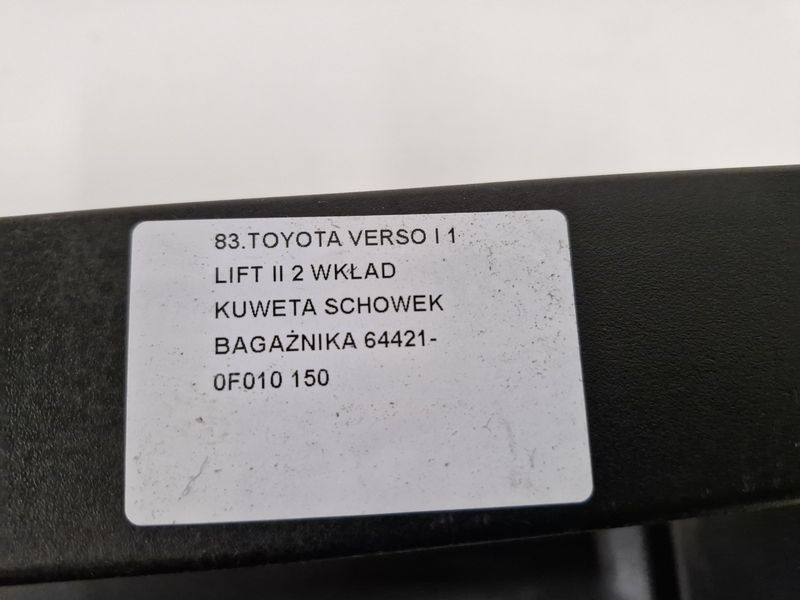 83.TOYOTA VERSO I 1
LIFT II 2 WKŁAD
KUWETA SCHOWEK
BAGAŻNIKA 64421-
0F010 150